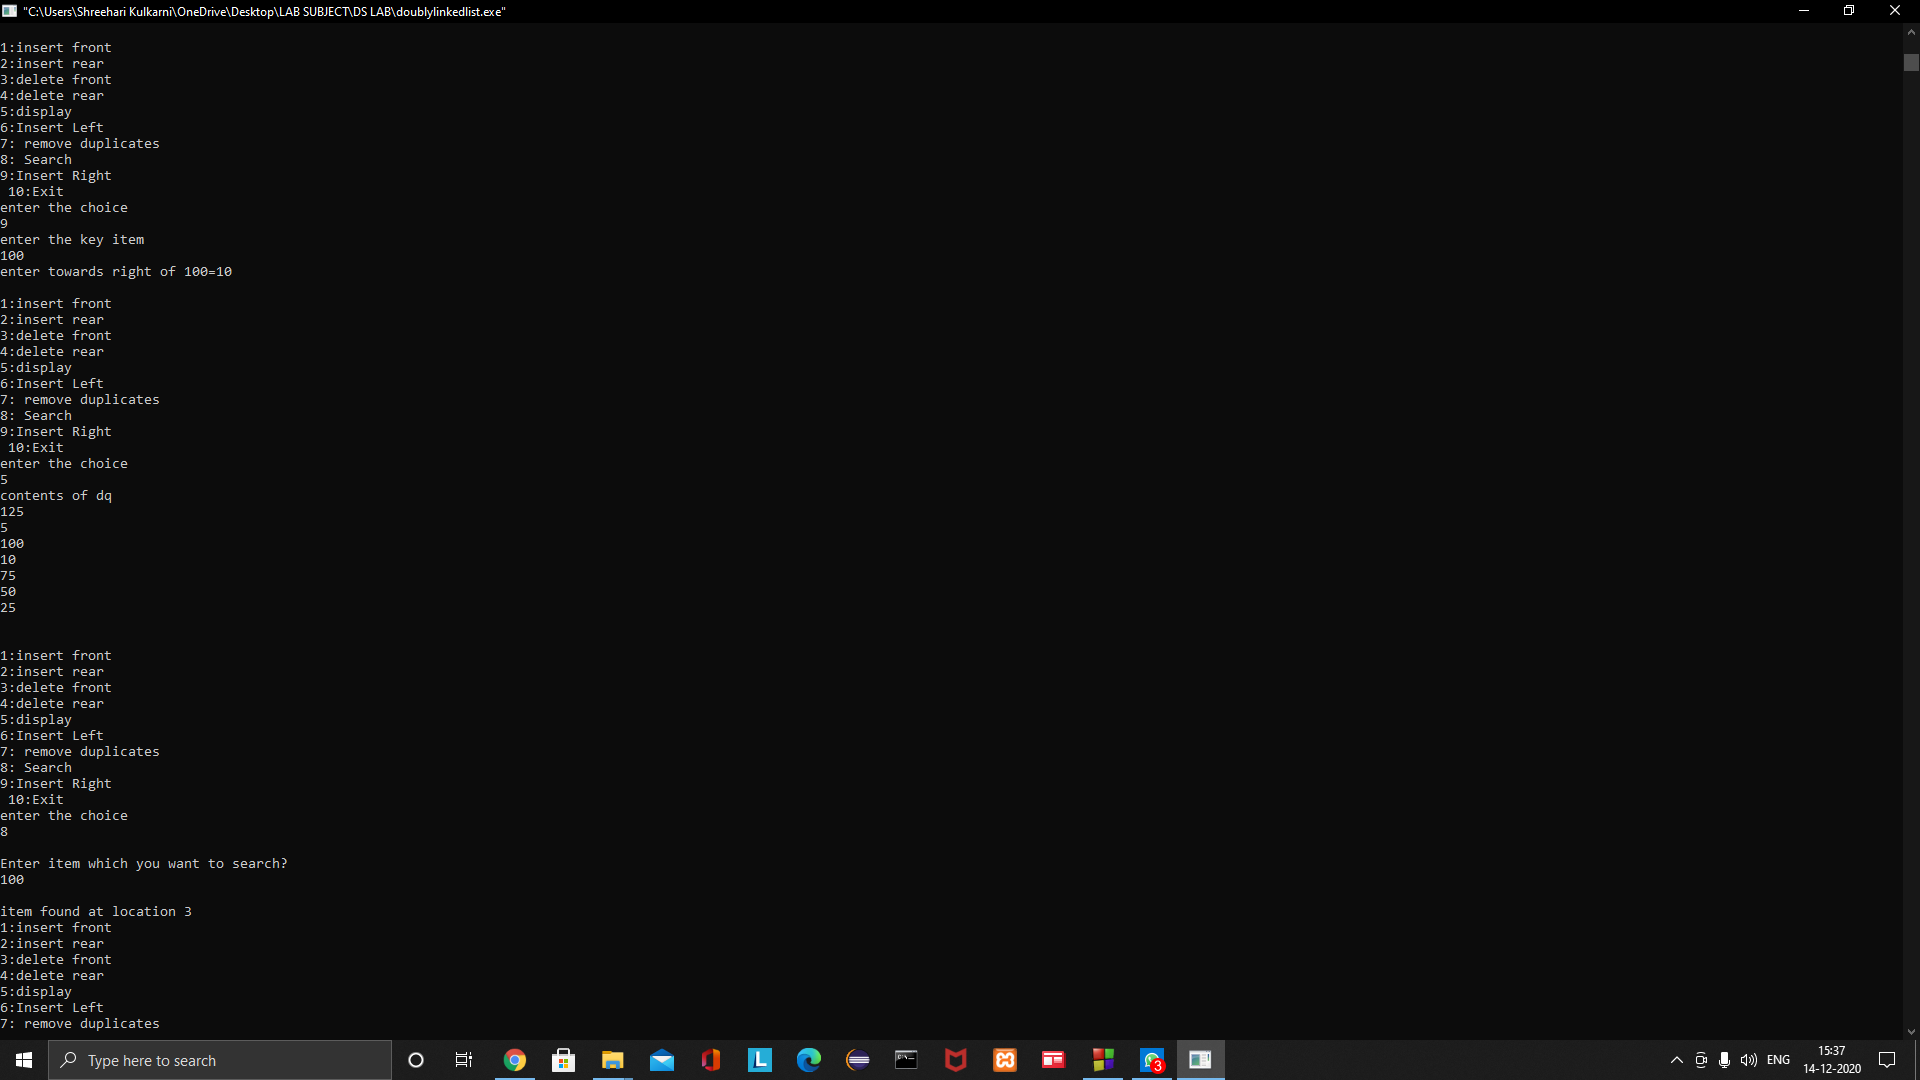 "C:\Users\Shreehari Kulkarni\OneDrive\Desktop\LAB SUBJECT\DS LAB\doublylinkedlist.exe"
1:insert front
2:insert rear
3:delete front
4:delete rear
5:display
6:Insert Left
7: remove duplicates
8: Search
9:Insert Right
 10:Exit
enter the choice
9
enter the key item
100
enter towards right of 100=10
1:insert front
2:insert rear
3:delete front
4:delete rear
5:display
6:Insert Left
7: remove duplicates
8: Search
9:Insert Right
 10:Exit
enter the choice
5
contents of dq
125
5
100
10
75
50
25
1:insert front
2:insert rear
3:delete front
4:delete rear
5:display
6:Insert Left
7: remove duplicates
8: Search
9:Insert Right
 10:Exit
enter the choice
8
Enter item which you want to search?
100
item found at location 3
1:insert front
2:insert rear
3:delete front
4:delete rear
5:display
6:Insert Left
7: remove duplicates
Type here to search
L
3
ENG
15:37
14-12-2020